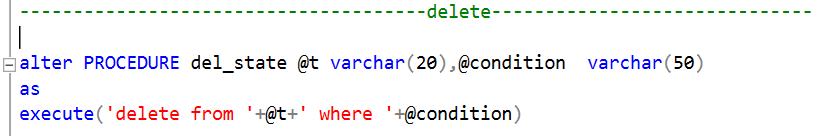 --------------------------------------delete------------------------------
alter PROCEDURE del_state @t varchar(20),@condition  varchar(50)
as
execute('delete from '+@t+' where '+@condition)